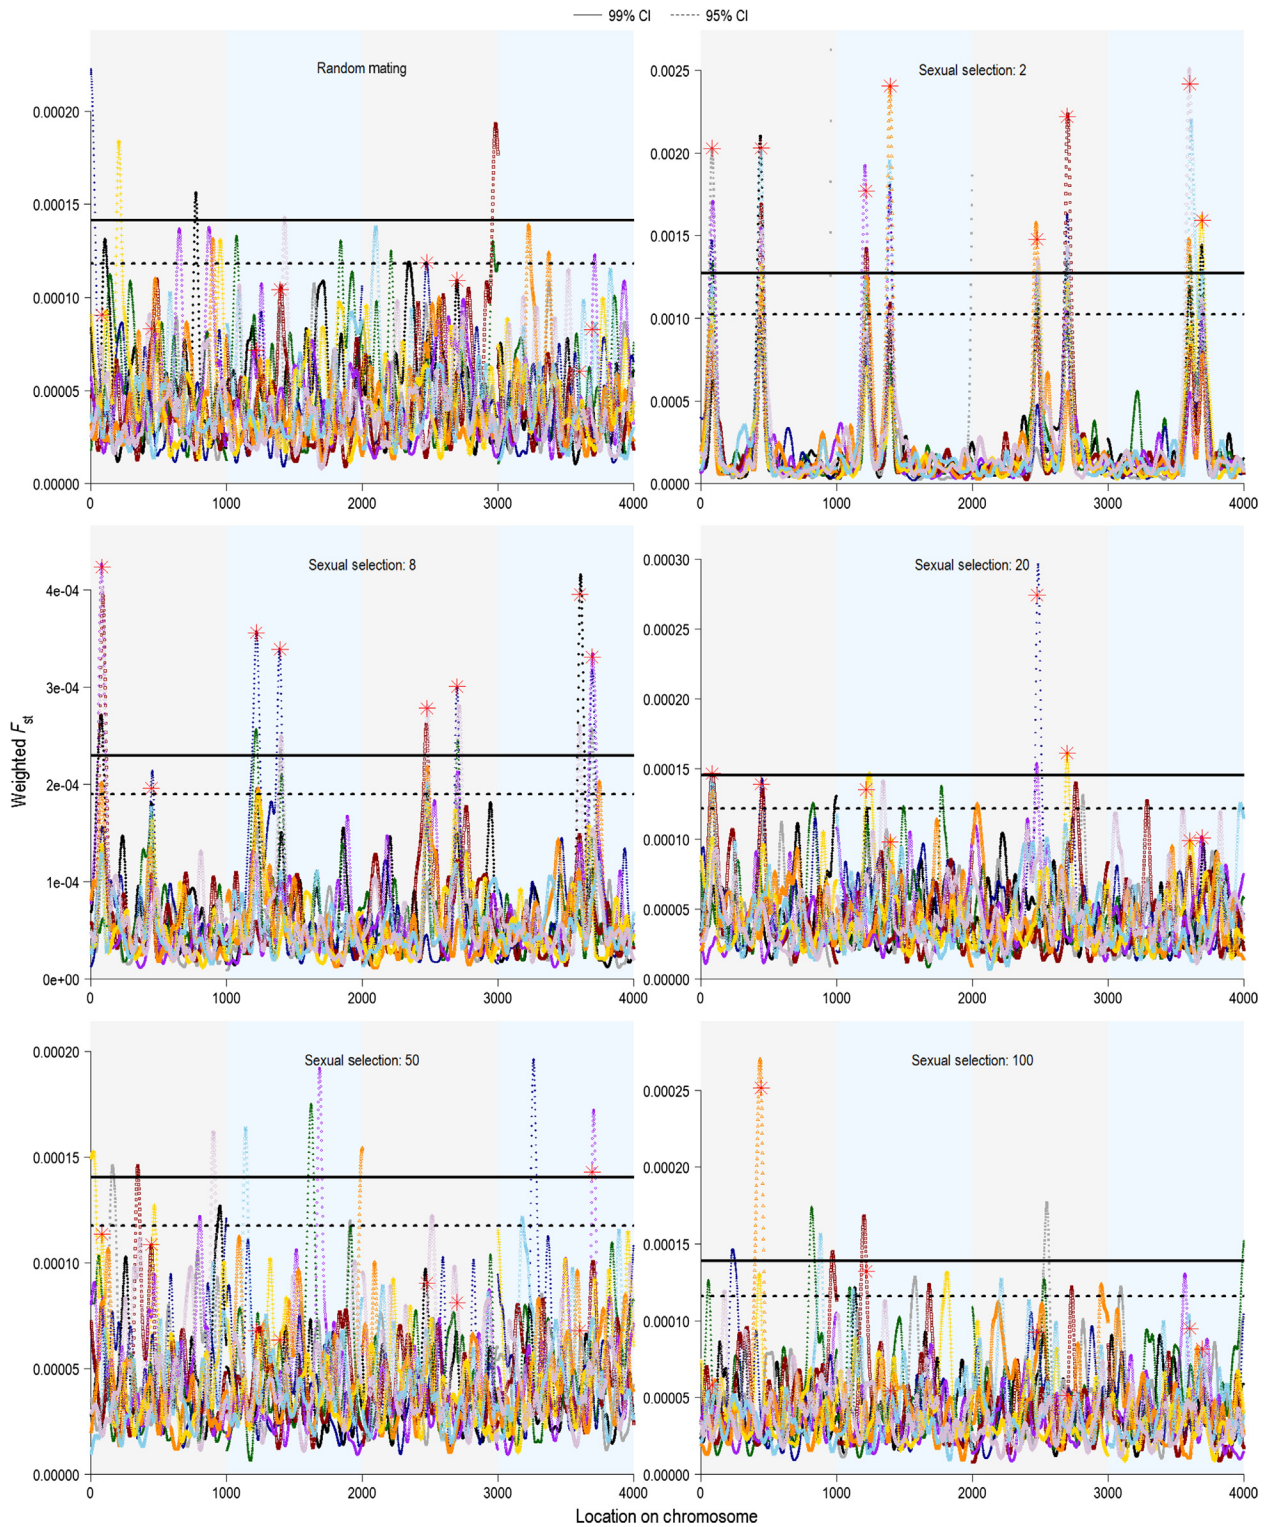 99% CI 95% CI
Random mating
0.00020
0.00015
0.00010
0.00005
0.00000
0 1000 2000 3000 4000
Sexual selection: 2
0.0025
0.0020
0.0015
0.0010
0.0005
0.0000
0 1000 2000 3000 4000
Weighted Fst
Sexual selection: 8
4e-04
3e-04
2e-04
1e-04
0e+00
0 1000 2000 3000 4000
Sexual selection: 20
0.00030
0.00025
0.00020
0.00015
0.00010
0.00005
0.00000
0 1000 2000 3000 4000
Sexual selection: 50
0.00020
0.00015
0.00010
0.00005
0.00000
0 1000 2000 3000 4000
Sexual selection: 100
0.00025
0.00020
0.00015
0.00010
0.00005
0.00000
0 1000 2000 3000 4000
Location on chromosome